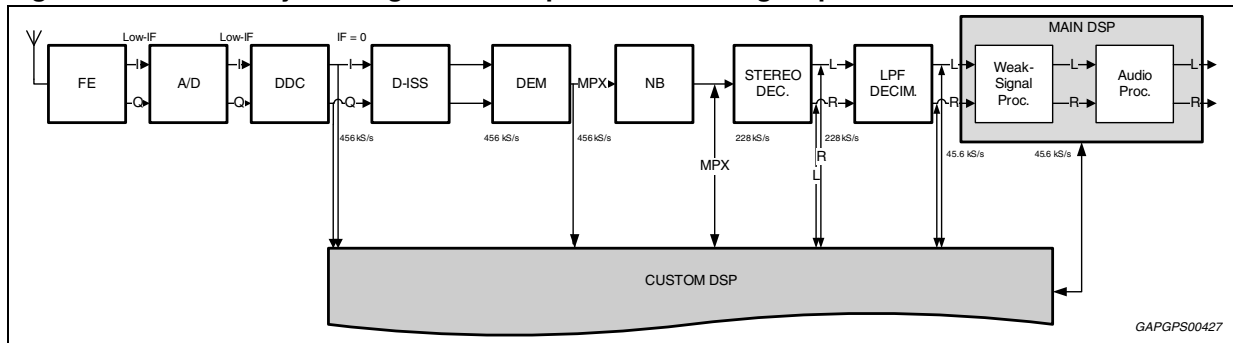 MAIN DSP
Low-IF
Low-IF
IF = 0
FE
I
Q
A/D
I
Q
DDC
I
Q
D-ISS
DEM
MPX
NB
STEREO
DEC.
L
R
LPF
DECIM.
L
R
Weak-
Signal
Proc.
L
R
Audio
Proc.
L
R
456 kS/s
456 kS/s
456 kS/s
228 kS/s
228 kS/s
45.6 kS/s
45.6 kS/s
MPX
R
L
CUSTOM DSP
GAPGPS00427